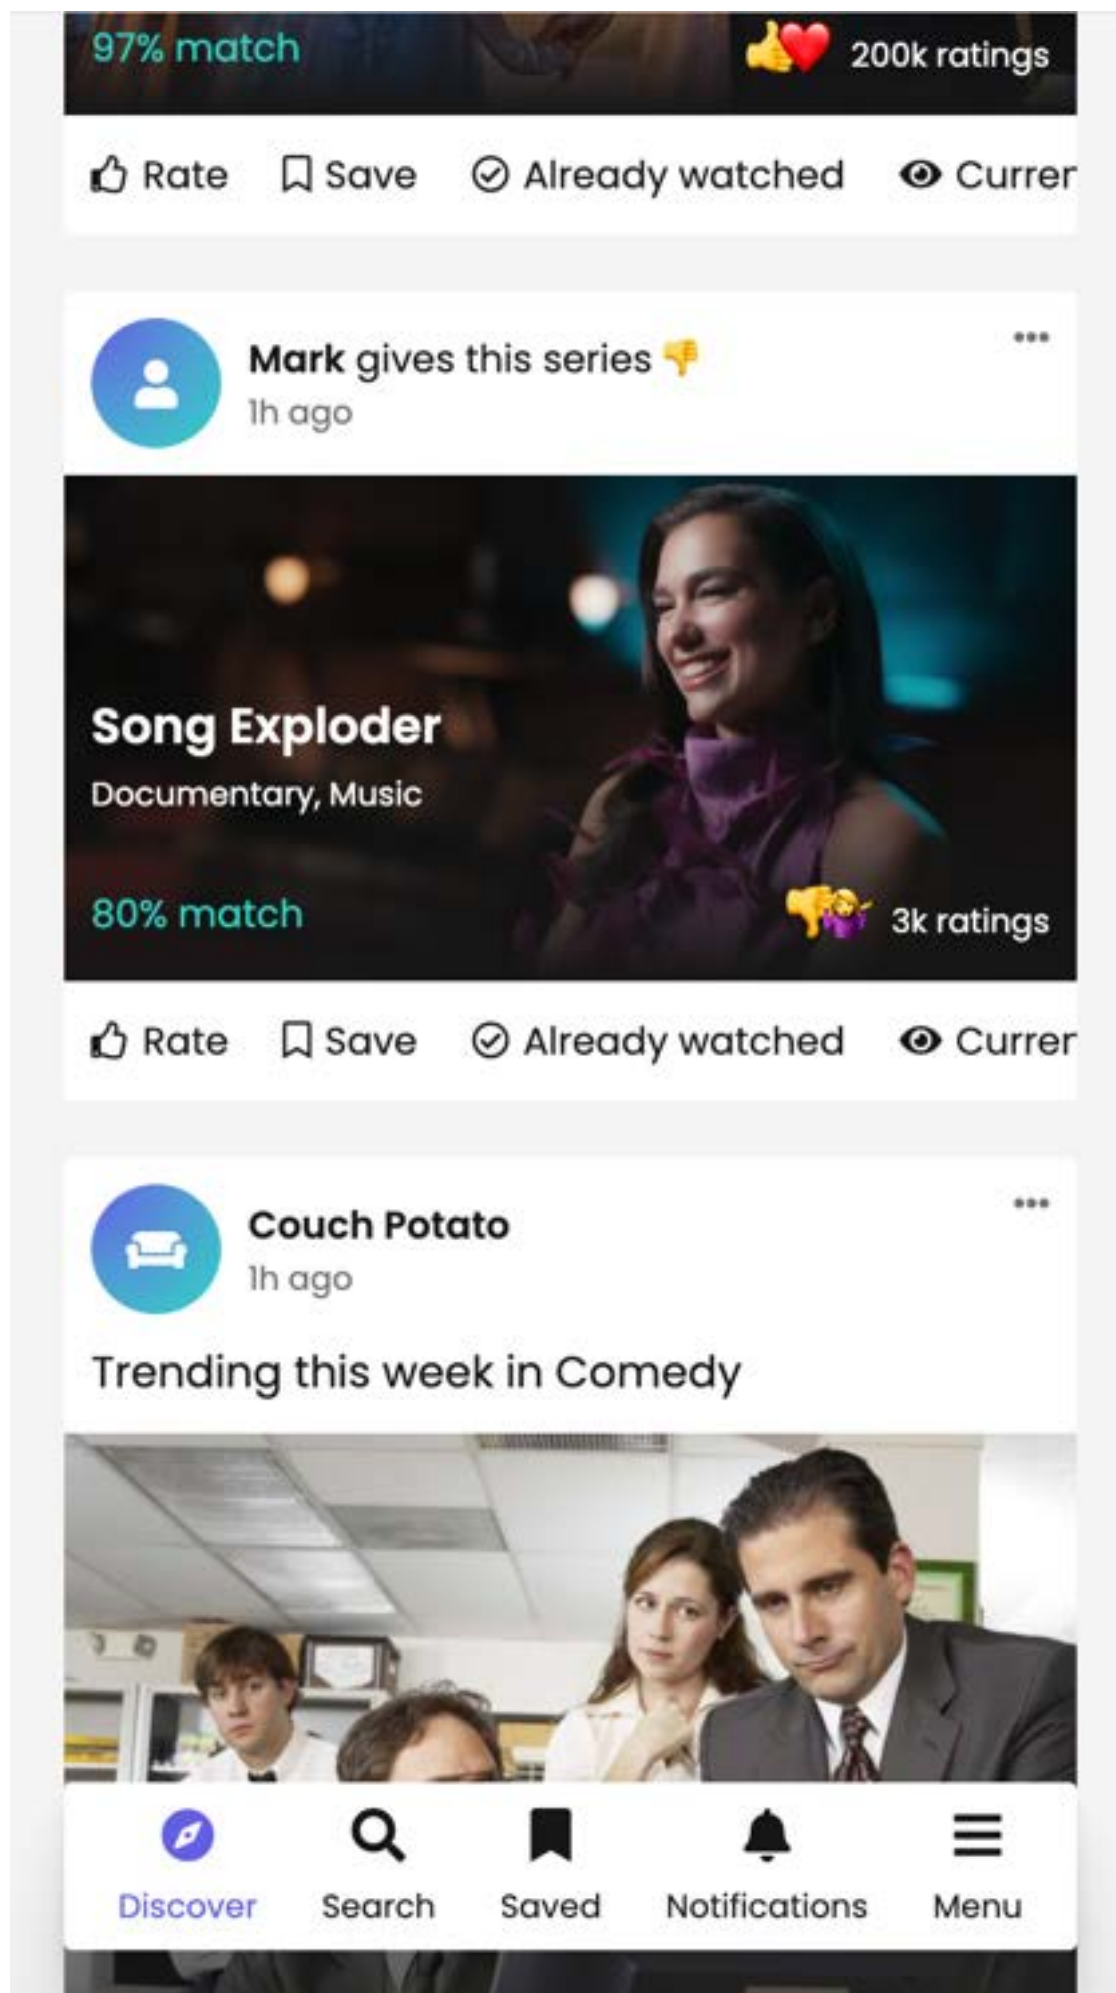 97% match
200k ratings
Rate Save Already watched Curren
Mark gives this series 👎
1h ago
Song Exploder
Documentary, Music
80% match
3k ratings
Rate Save Already watched Curren
Couch Potato
1h ago
Trending this week in Comedy
Discover Search Saved Notifications Menu